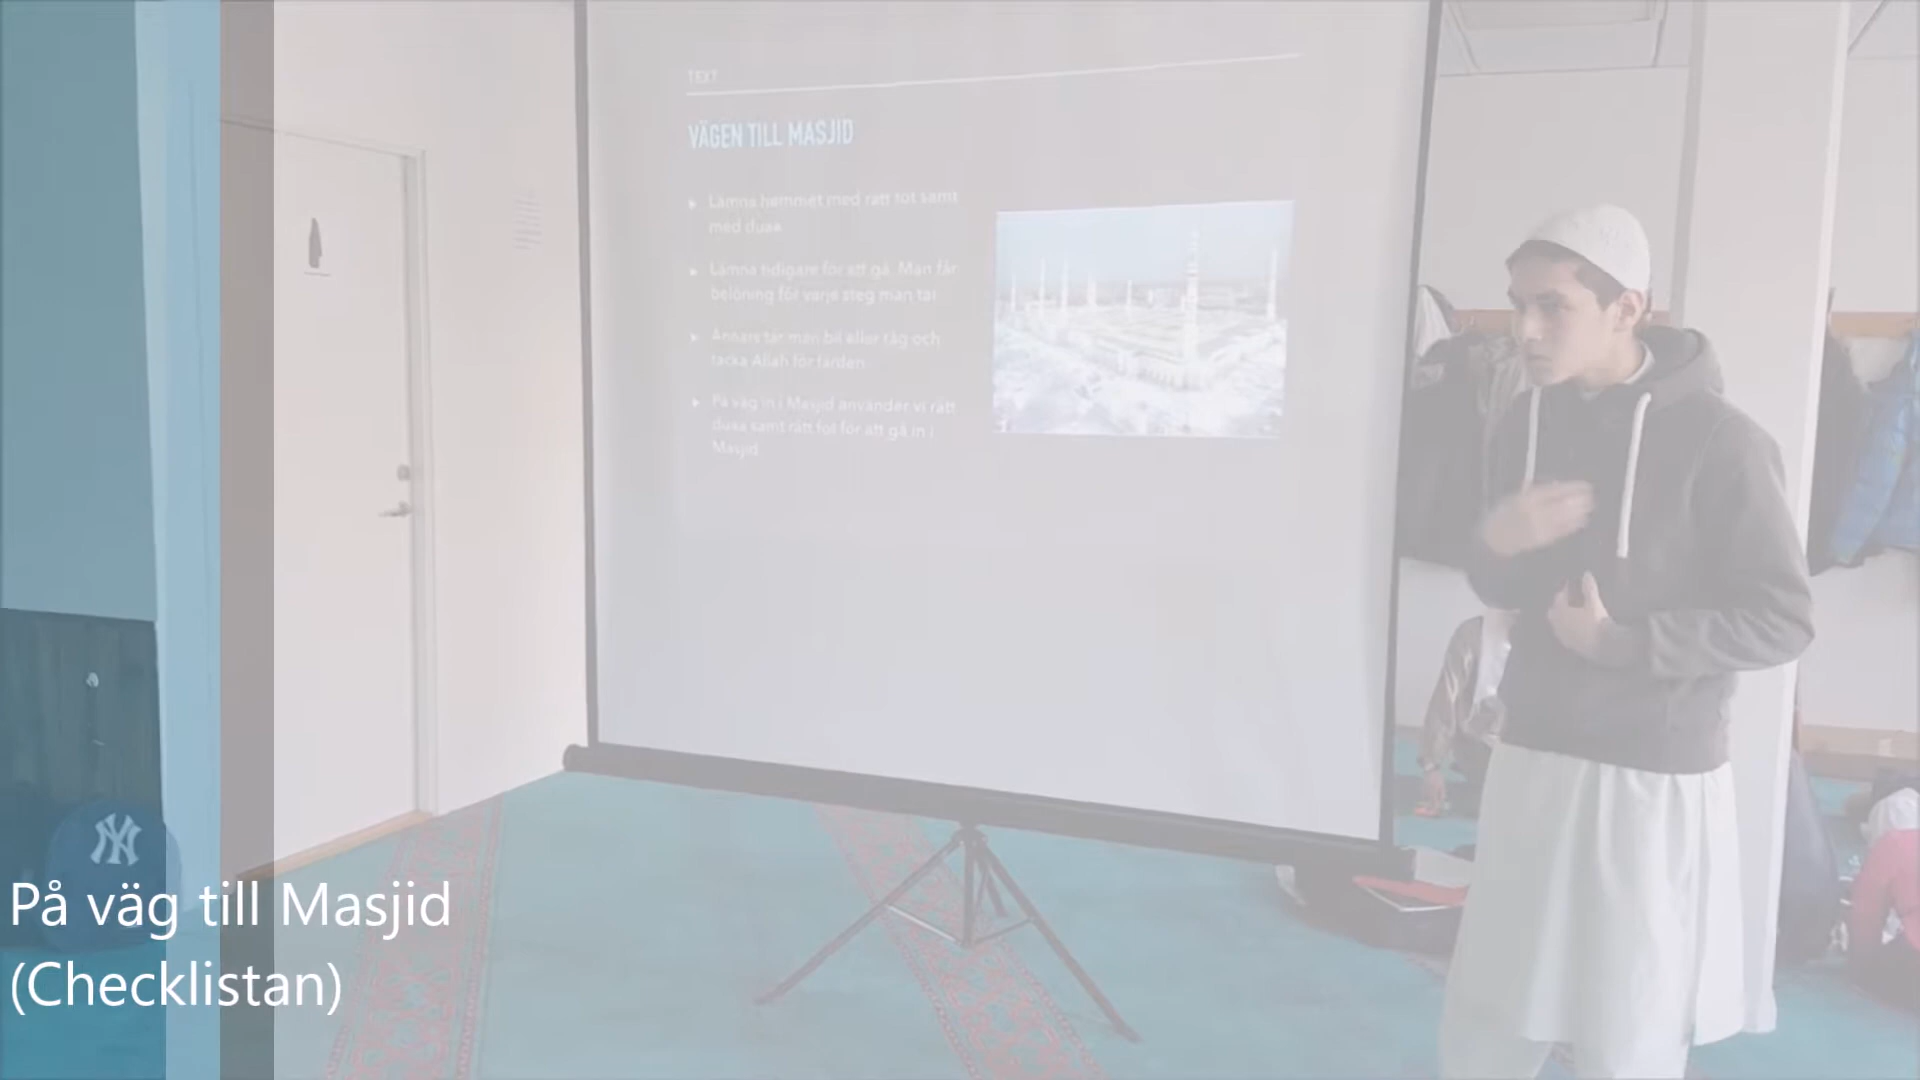 TEXT
VÄGEN TILL MASJID
Lämna hemmet med rätt fot samt
med duaa
Lämna tidigare för att gå. Man får
belöning för varje steg man tar
Annars tar man bil eller tåg och
tacka Allah för färden
På väg in i Masjid använder vi rätt
duaa samt rätt fot för att gå in i
Masjid
NY
På väg till Masjid
(Checklistan)